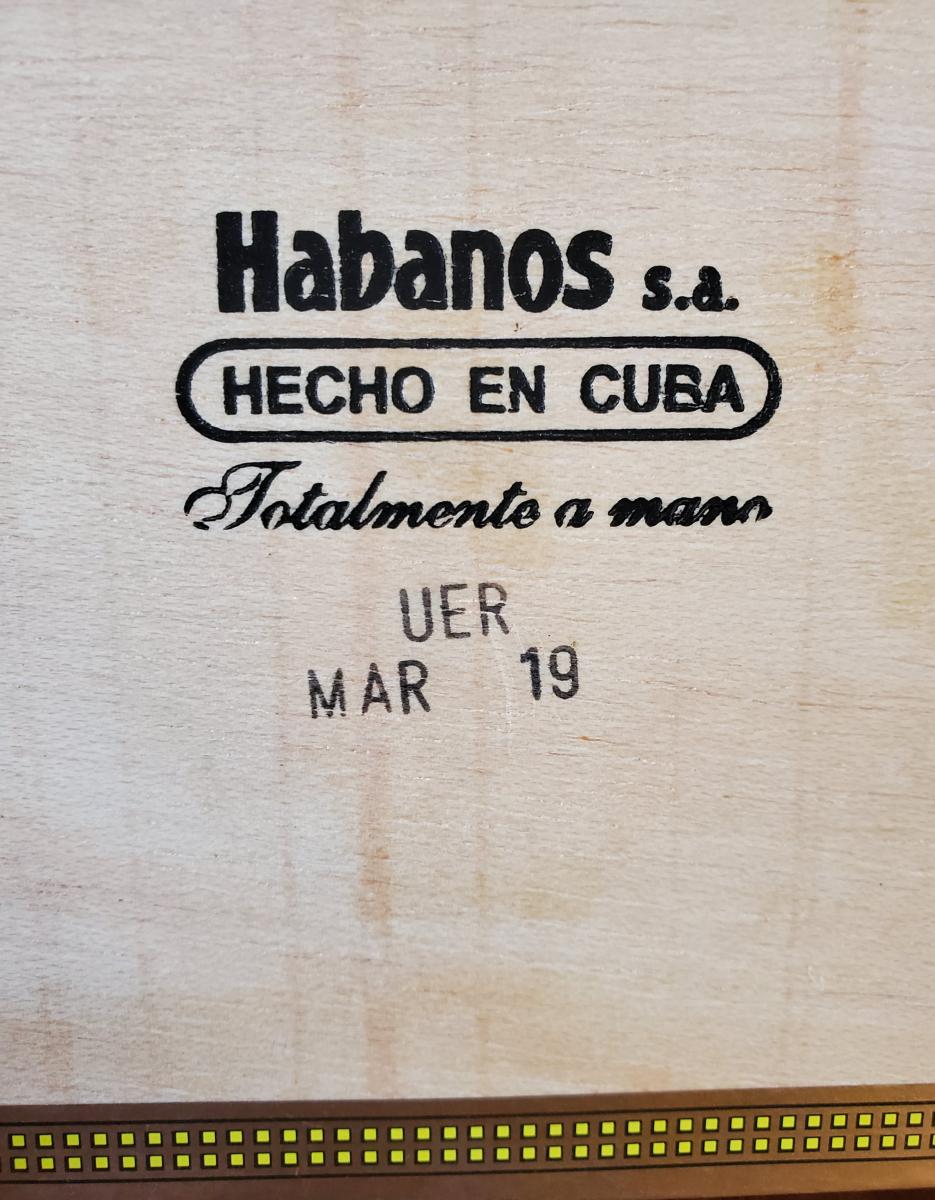 Habanos s.a.
HECHO EN CUBA
Totalmente a mano
UER
MAR 19